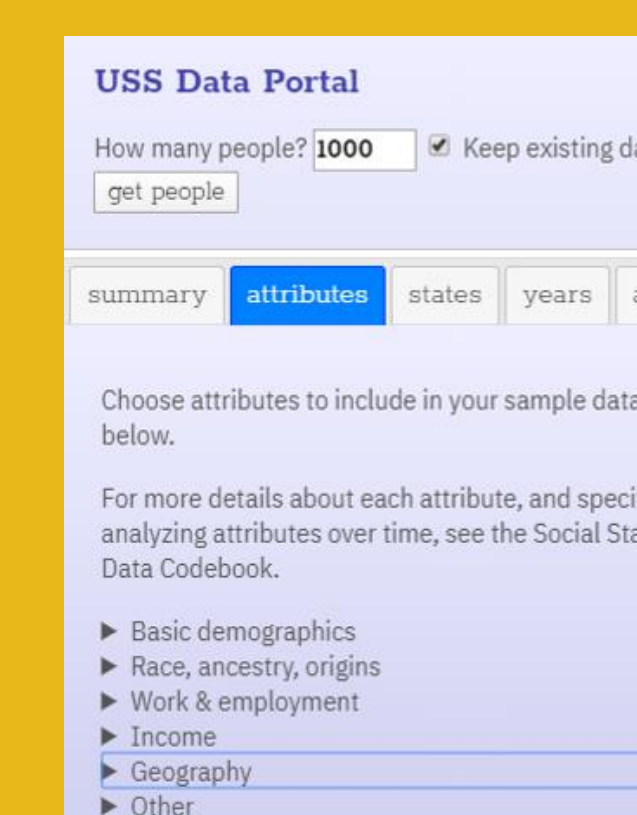 USS Data Portal
How many people? 1000 Keep existing
get people
summary attributes states years
Choose attributes to include in your sample data
below.
For more details about each attribute, and
analyzing attributes over time, see the Social
Data Codebook.
Basic demographics
Race, ancestry, origins
Work & employment
Income
Geography
Other